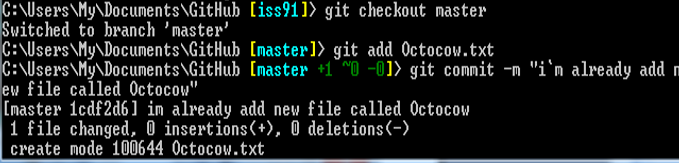 C:\Users\My\Documents\GitHub [iss91]> git checkout master
Switched to branch 'master'
C:\Users\My\Documents\GitHub [master]> git add Octocow.txt
C:\Users\My\Documents\GitHub [master +1 ~0 -0]> git commit -m "i`m already add n
ew file called Octocow"
[master 1cdf2d6] im already add new file called Octocow
1 file changed, 0 insertions(+), 0 deletions(-)
create mode 100644 Octocow.txt